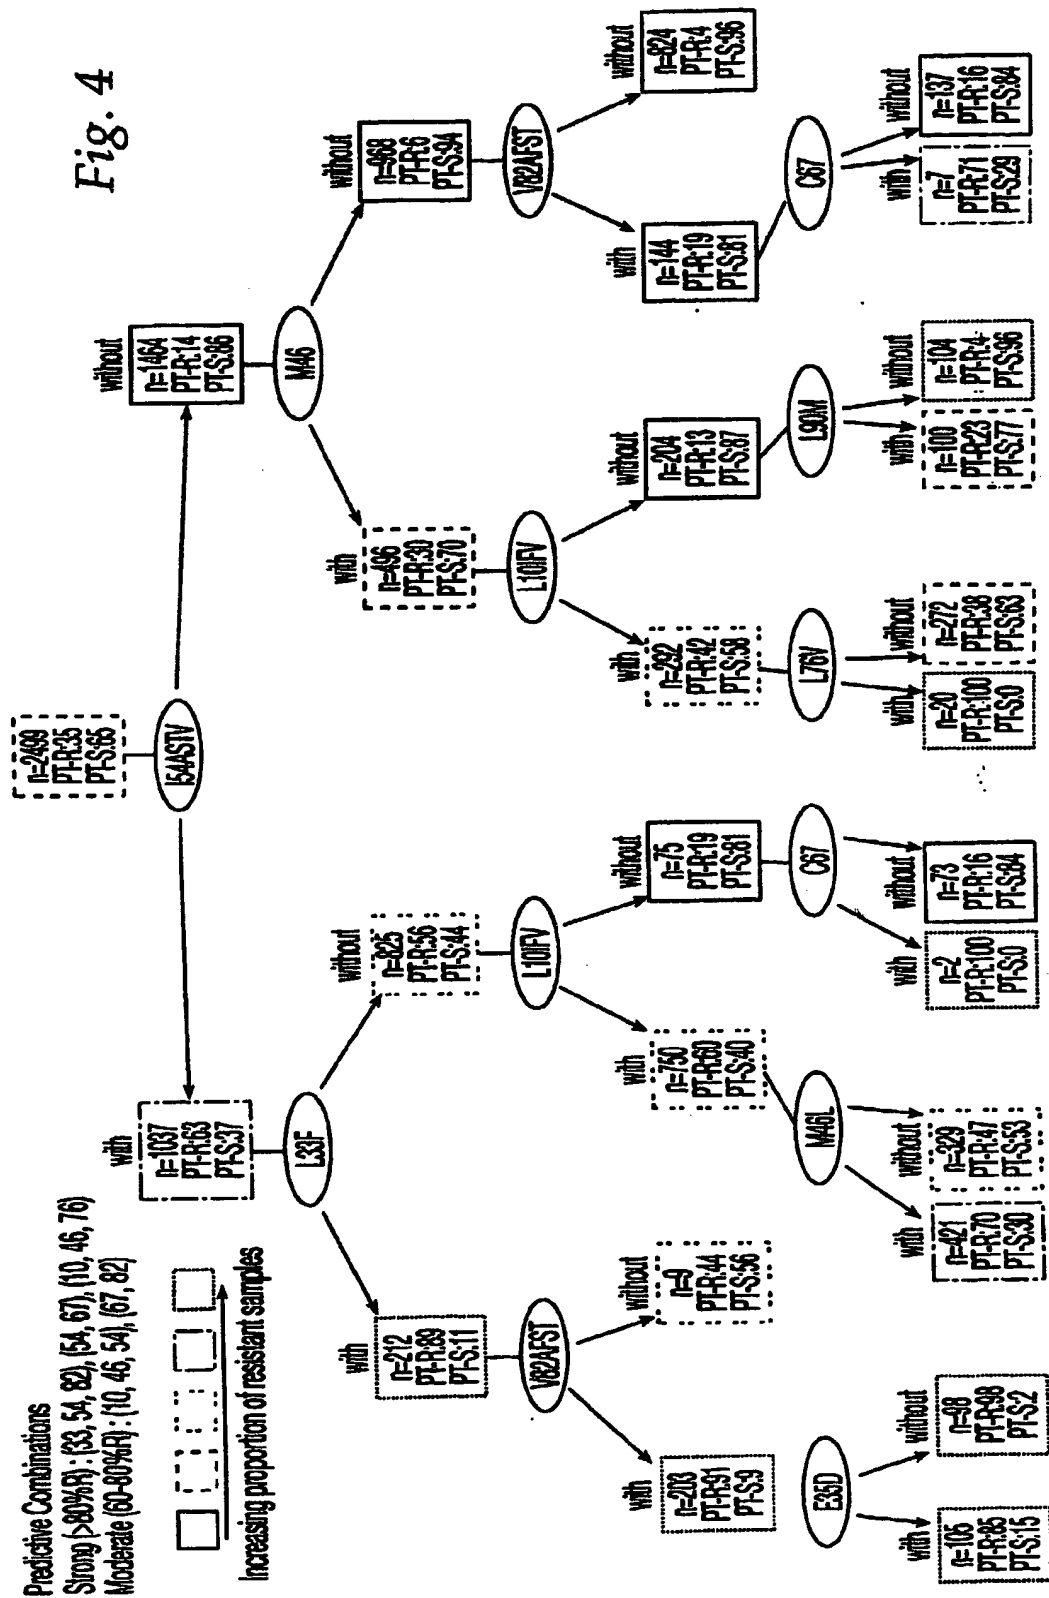 Fig. 4
Predictive Combinations
Strong (>80%R) : (33, 54, 82), (54, 67), (10, 46, 76)
Moderate (60-80%R) : (10, 46, 54), (67, 82)
Increasing proportion of resistant samples
n=2499
PT-R:35
PT-S:65
I54ASTV
with
n=1037
PT-R:63
PT-S:37
L33F
without
n=1464
PT-R:14
PT-S:86
M46
with
n=212
PT-R:89
PT-S:11
V82AFST
without
n=825
PT-R:56
PT-S:44
L10IFV
with
n=496
PT-R:30
PT-S:70
L10IFV
without
n=968
PT-R:6
PT-S:94
V82AFST
with
n=203
PT-R:91
PT-S:9
E35D
without
n=9
PT-R:44
PT-S:56
with
n=750
PT-R:60
PT-S:40
M46L
without
n=75
PT-R:19
PT-S:81
C67
with
n=292
PT-R:42
PT-S:58
L76V
without
n=204
PT-R:13
PT-S:87
L90M
with
n=144
PT-R:19
PT-S:81
C67
without
n=824
PT-R:4
PT-S:96
with
n=105
PT-R:85
PT-S:15
without
n=98
PT-R:98
PT-S:2
with
n=421
PT-R:70
PT-S:30
without
n=329
PT-R:47
PT-S:53
with
n=2
PT-R:100
PT-S:0
without
n=73
PT-R:16
PT-S:84
with
n=20
PT-R:100
PT-S:0
without
n=272
PT-R:38
PT-S:63
with
n=100
PT-R:23
PT-S:77
without
n=104
PT-R:4
PT-S:96
with
n=7
PT-R:71
PT-S:29
without
n=137
PT-R:16
PT-S:84